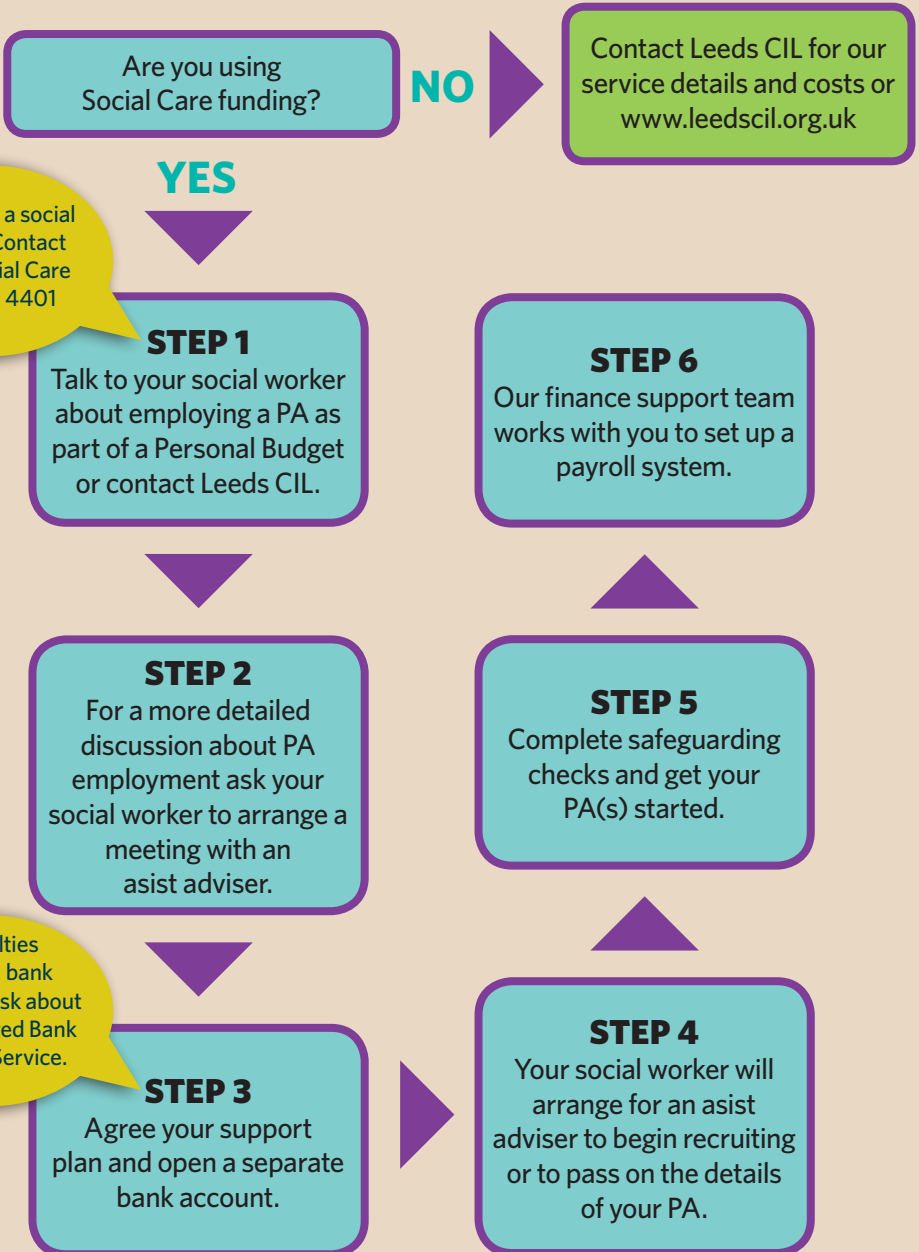 Are you using
Social Care funding?
NO
Contact Leeds CIL for our
service details and costs or
www.leedscil.org.uk
YES
a social
Contact
ial Care
4401
STEP 1
Talk to your social worker
about employing a PA as
part of a Personal Budget
or contact Leeds CIL.
STEP 2
For a more detailed
discussion about PA
employment ask your
social worker to arrange a
meeting with an
asist adviser.
lties
bank
sk about
ed Bank
Service.
STEP 3
Agree your support
plan and open a separate
bank account.
STEP 4
Your social worker will
arrange for an asist
adviser to begin recruiting
or to pass on the details
of your PA.
STEP 5
Complete safeguarding
checks and get your
PA(s) started.
STEP 6
Our finance support team
works with you to set up a
payroll system.